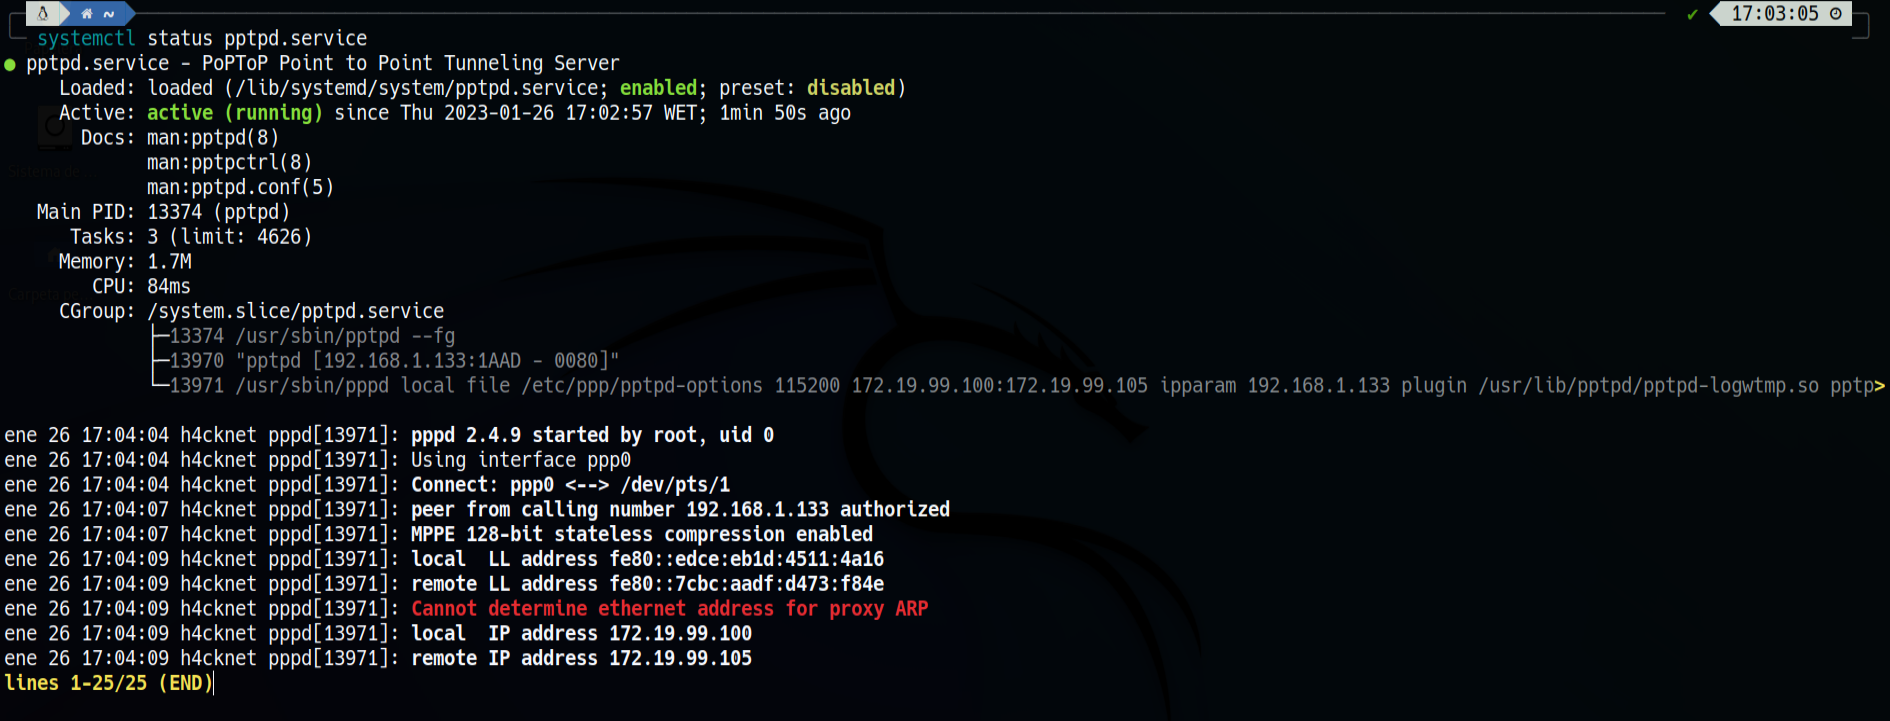 17:03:05
systemctl status pptpd.service
● pptpd.service - PoPToP Point to Point Tunneling Server
Loaded: loaded (/lib/systemd/system/pptpd.service; enabled; preset: disabled)
Active: active (running) since Thu 2023-01-26 17:02:57 WET; 1min 50s ago
Docs: man:pptpd(8)
man:pptpctrl(8)
man:pptpd.conf(5)
Main PID: 13374 (pptpd)
Tasks: 3 (limit: 4626)
Memory: 1.7M
CPU: 84ms
CGroup: /system.slice/pptpd.service
├─13374 /usr/sbin/pptpd --fg
├─13970 "pptpd [192.168.1.133:1AAD - 0080]"
└─13971 /usr/sbin/pppd local file /etc/ppp/pptpd-options 115200 172.19.99.100:172.19.99.105 ipparam 192.168.1.133 plugin /usr/lib/pptpd/pptpd-logwtmp.so pptp>
ene 26 17:04:04 h4cknet pppd[13971]: pppd 2.4.9 started by root, uid 0
ene 26 17:04:04 h4cknet pppd[13971]: Using interface ppp0
ene 26 17:04:04 h4cknet pppd[13971]: Connect: ppp0 <--> /dev/pts/1
ene 26 17:04:07 h4cknet pppd[13971]: peer from calling number 192.168.1.133 authorized
ene 26 17:04:07 h4cknet pppd[13971]: MPPE 128-bit stateless compression enabled
ene 26 17:04:09 h4cknet pppd[13971]: local  LL address fe80::edce:eb1d:4511:4a16
ene 26 17:04:09 h4cknet pppd[13971]: remote LL address fe80::7cbc:aadf:d473:f84e
ene 26 17:04:09 h4cknet pppd[13971]: Cannot determine ethernet address for proxy ARP
ene 26 17:04:09 h4cknet pppd[13971]: local  IP address 172.19.99.100
ene 26 17:04:09 h4cknet pppd[13971]: remote IP address 172.19.99.105
lines 1-25/25 (END)